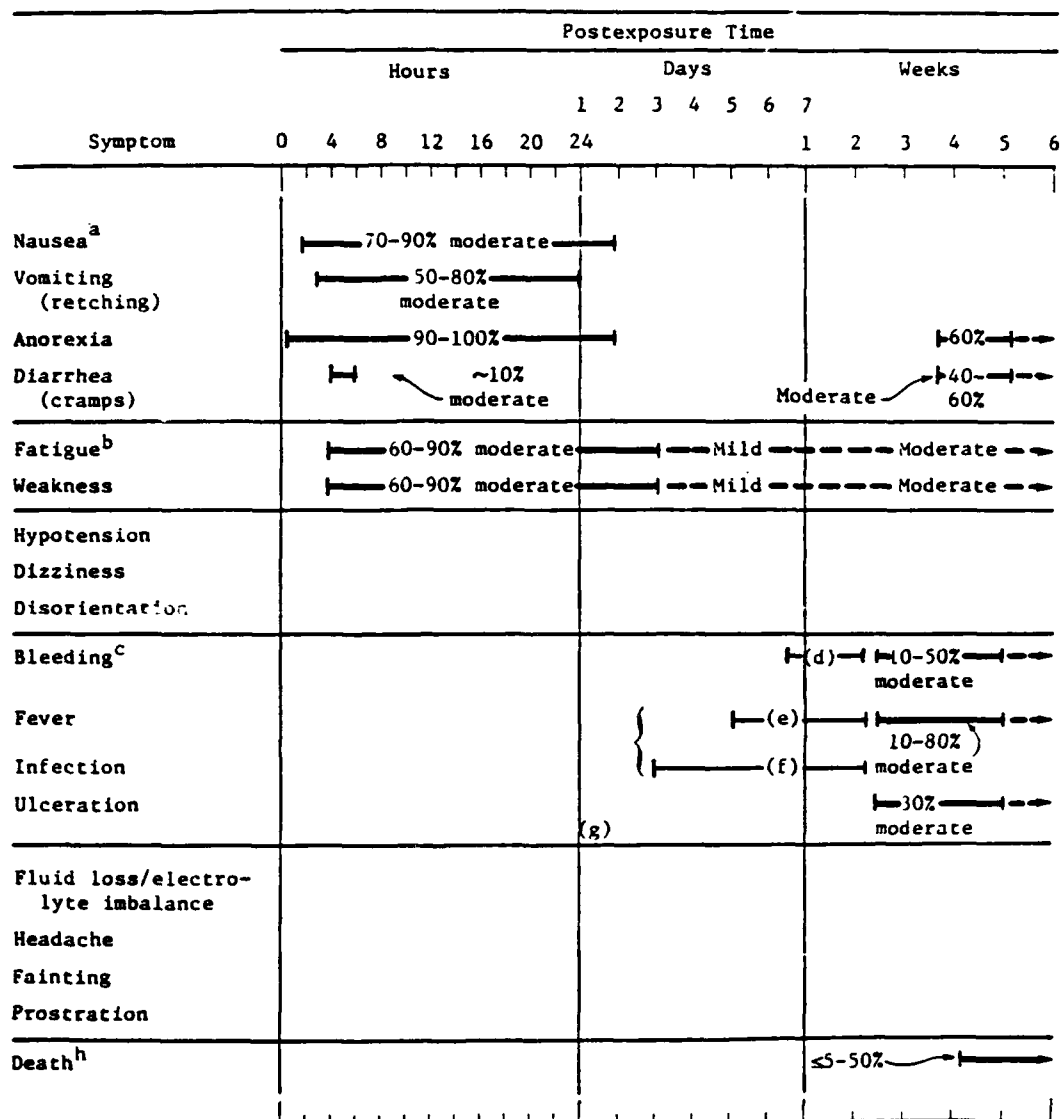 Postexposure Time
Hours Days Weeks
1 2 3 4 5 6 7
Symptom 0 4 8 12 16 20 24 1 2 3 4 5 6
Nausea a 70-90% moderate
Vomiting 50-80%
(retching) moderate
Anorexia 90-100% 60%
Diarrhea ~10% 40-
(cramps) moderate Moderate 60%
Fatigue b 60-90% moderate Mild Moderate
Weakness 60-90% moderate Mild Moderate
Hypotension
Dizziness
Disorientation
Bleeding c (d) 10-50%
moderate
Fever (e)
10-80%
Infection (f) moderate
Ulceration 30%
(g) moderate
Fluid loss/electro-
lyte imbalance
Headache
Fainting
Prostration
Death h ≤5-50%